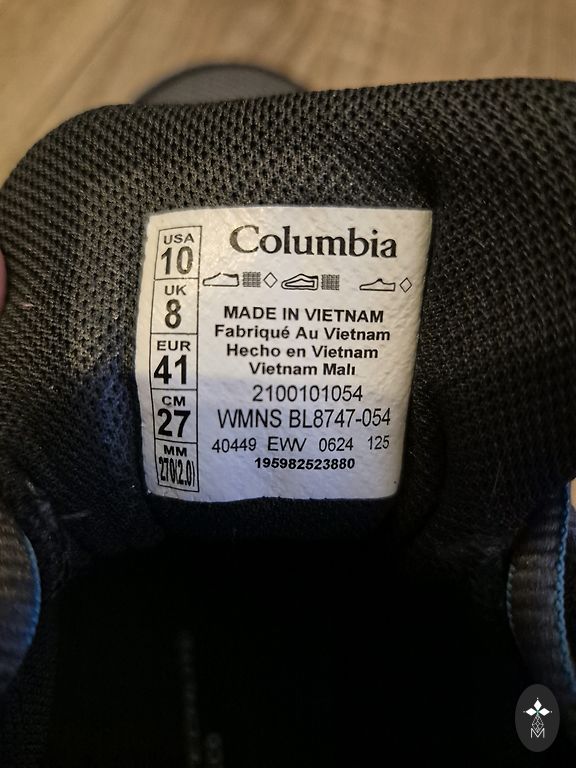 Columbia
USA
10
UK
8
EUR
41
CM
27
MM
270(2.0)
MADE IN VIETNAM
Fabriqué Au Vietnam
Hecho en Vietnam
Vietnam Malı
2100101054
WMNS BL8747-054
40449 EVW 0624 125
195982523880
M